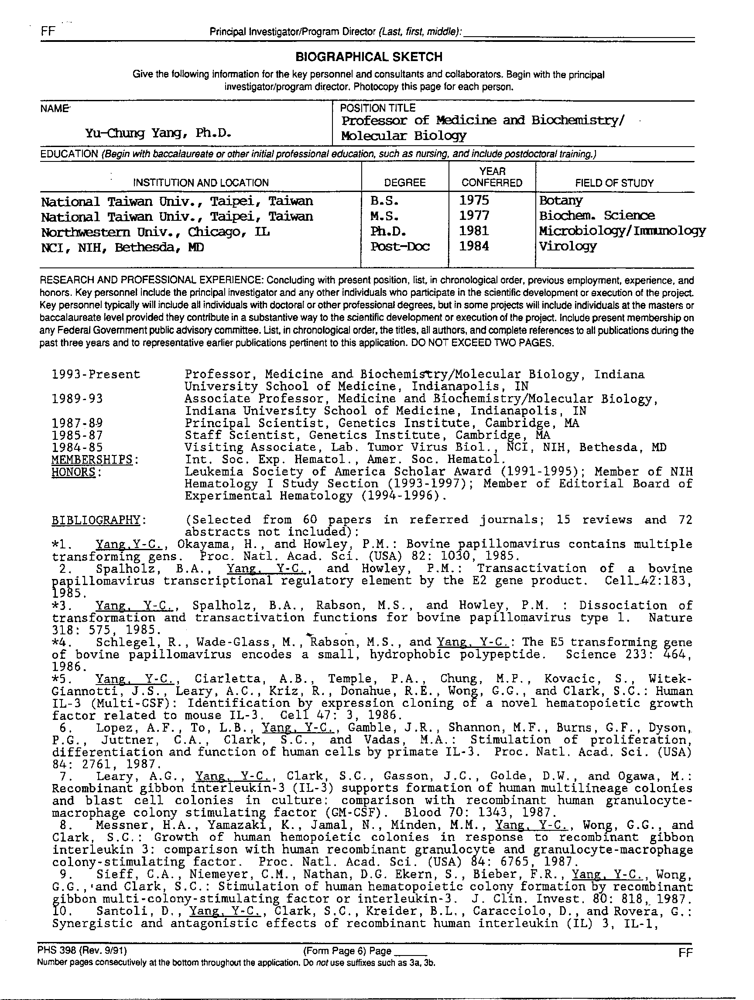 FF
Principal Investigator/Program Director (Last, first, middle):
BIOGRAPHICAL SKETCH
Give the following information for the key personnel and consultants and collaborators. Begin with the principal
investigator/program director. Photocopy this page for each person.
NAME
Yu-Chung Yang, Ph.D.
POSITION TITLE
Professor of Medicine and Biochemistry/
Molecular Biology
EDUCATION (Begin with baccalaureate or other initial professional education, such as nursing, and include postdoctoral training.)
INSTITUTION AND LOCATION DEGREE YEAR CONFERRED FIELD OF STUDY
National Taiwan Univ., Taipei, Taiwan B.S. 1975 Botany
National Taiwan Univ., Taipei, Taiwan M.S. 1977 Biochem. Science
Northwestern Univ., Chicago, IL Ph.D. 1981 Microbiology/Immunology
NCI, NIH, Bethesda, MD Post-Doc 1984 Virology
RESEARCH AND PROFESSIONAL EXPERIENCE: Concluding with present position, list, in chronological order, previous employment, experience, and
honors. Key personnel include the principal investigator and any other individuals who participate in the scientific development or execution of the project.
Key personnel typically will include all individuals with doctoral or other professional degrees, but in some projects will include individuals at the masters or
baccalaureate level provided they contribute in a substantive way to the scientific development or execution of the project. Include present membership on
any Federal Government public advisory committee. List, in chronological order, the titles, all authors, and complete references to all publications during the
past three years and to representative earlier publications pertinent to this application. DO NOT EXCEED TWO PAGES.
1993-Present Professor, Medicine and Biochemistry/Molecular Biology, Indiana
University School of Medicine, Indianapolis, IN
1989-93 Associate Professor, Medicine and Biochemistry/Molecular Biology,
Indiana University School of Medicine, Indianapolis, IN
1987-89 Principal Scientist, Genetics Institute, Cambridge, MA
1985-87 Staff Scientist, Genetics Institute, Cambridge, MA
1984-85 Visiting Associate, Lab. Tumor Virus Biol., NCI, NIH, Bethesda, MD
MEMBERSHIPS: Int. Soc. Exp. Hematol., Amer. Soc. Hematol.
HONORS: Leukemia Society of America Scholar Award (1991-1995); Member of NIH
Hematology I Study Section (1993-1997); Member of Editorial Board of
Experimental Hematology (1994-1996).
BIBLIOGRAPHY: (Selected from 60 papers in referred journals; 15 reviews and 72
abstracts not included):
*1. Yang,Y-C., Okayama, H., and Howley, P.M.: Bovine papillomavirus contains multiple
transforming gens. Proc. Natl. Acad. Sci. (USA) 82: 1030, 1985.
2. Spalholz, B.A., Yang, Y-C., and Howley, P.M.: Transactivation of a bovine
papillomavirus transcriptional regulatory element by the E2 gene product. Cell 42:183,
1985.
*3. Yang, Y-C., Spalholz, B.A., Rabson, M.S., and Howley, P.M. : Dissociation of
transformation and transactivation functions for bovine papillomavirus type 1. Nature
318: 575, 1985.
*4. Schlegel, R., Wade-Glass, M., Rabson, M.S., and Yang, Y-C.: The E5 transforming gene
of bovine papillomavirus encodes a small, hydrophobic polypeptide. Science 233: 464,
1986.
*5. Yang, Y-C., Ciarletta, A.B., Temple, P.A., Chung, M.P., Kovacic, S., Witek-
Giannotti, J.S., Leary, A.C., Kriz, R., Donahue, R.E., Wong, G.G., and Clark, S.C.: Human
IL-3 (Multi-CSF): Identification by expression cloning of a novel hematopoietic growth
factor related to mouse IL-3. Cell 47: 3, 1986.
6. Lopez, A.F., To, L.B., Yang, Y-C., Gamble, J.R., Shannon, M.F., Burns, G.F., Dyson,
P.G., Juttner, C.A., Clark, S.C., and Vadas, M.A.: Stimulation of proliferation,
differentiation and function of human cells by primate IL-3. Proc. Natl. Acad. Sci. (USA)
84: 2761, 1987.
7. Leary, A.G., Yang, Y-C., Clark, S.C., Gasson, J.C., Golde, D.W., and Ogawa, M.:
Recombinant gibbon interleukin-3 (IL-3) supports formation of human multilineage colonies
and blast cell colonies in culture: comparison with recombinant human granulocyte-
macrophage colony stimulating factor (GM-CSF). Blood 70: 1343, 1987.
8. Messner, H.A., Yamazaki, K., Jamal, N., Minden, M.M., Yang, Y-C., Wong, G.G., and
Clark, S.G.: Growth of human hemopoietic colonies in response to recombinant gibbon
interleukin 3: comparison with human recombinant granulocyte and granulocyte-macrophage
colony-stimulating factor. Proc. Natl. Acad. Sci. (USA) 84: 6765, 1987.
9. Sieff, C.A., Niemeyer, C.M., Nathan, D.G. Ekern, S., Bieber, F.R., Yang, Y-C., Wong,
G.G., and Clark, S.C.: Stimulation of human hematopoietic colony formation by recombinant
gibbon multi-colony-stimulating factor or interleukin-3. J. Clin. Invest. 80: 818, 1987.
10. Santoli, D., Yang, Y-C., Clark, S.C., Kreider, B.L., Caracciolo, D., and Rovera, G.:
Synergistic and antagonistic effects of recombinant human interleukin (IL) 3, IL-1,
PHS 398 (Rev. 9/91) (Form Page 6) Page FF
Number pages consecutively at the bottom throughout the application. Do not use suffixes such as 3a, 3b.